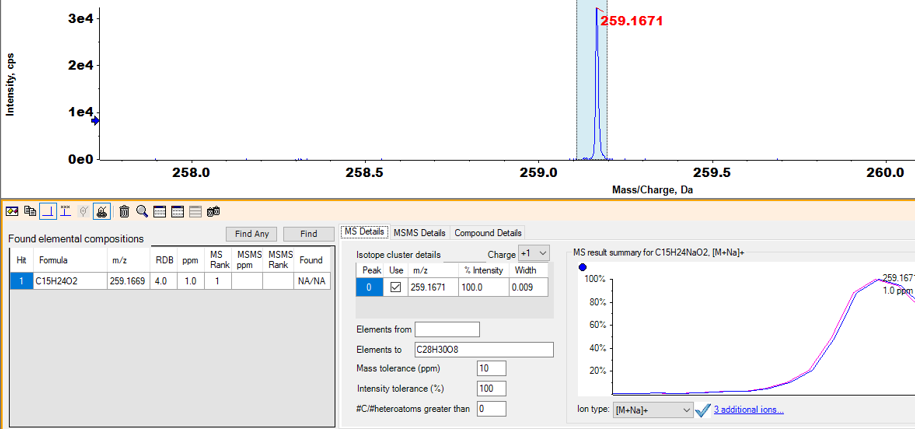 3e4
259.1671
2e4
Intensity, cps
1e4
0e0
258.0 258.5 259.0 259.5 260.0
Mass/Charge, Da
Found elemental compositions
Find Any Find
Hit Formula m/z RDB ppm MS Rank MSMS ppm MSMS Rank Found
1 C15H24O2 259.1669 4.0 1.0 1 NA/NA
MS Details MSMS Details Compound Details
Isotope cluster details Charge +1
Peak Use m/z % Intensity Width
0 259.1671 100.0 0.009
Elements from
Elements to C28H30O8
Mass tolerance (ppm) 10
Intensity tolerance (%) 100
#C/#heteroatoms greater than 0
MS result summary for C15H24NaO2, [M+Na]+
100%
259.1671
1.0 ppm
80%
60%
40%
20%
Ion type: [M+Na]+ 3 additional ions...